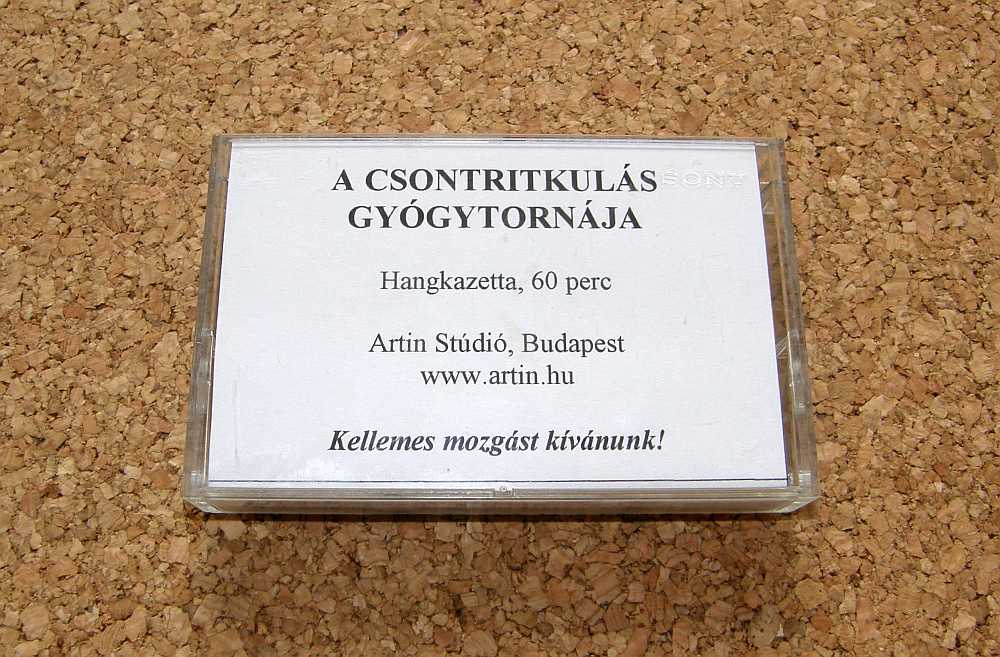 A CSONTRITKULÁS
SONY
GYÓGYTORNÁJA
Hangkazetta, 60 perc
Artin Stúdió, Budapest
www.artin.hu
Kellemes mozgást kívánunk!